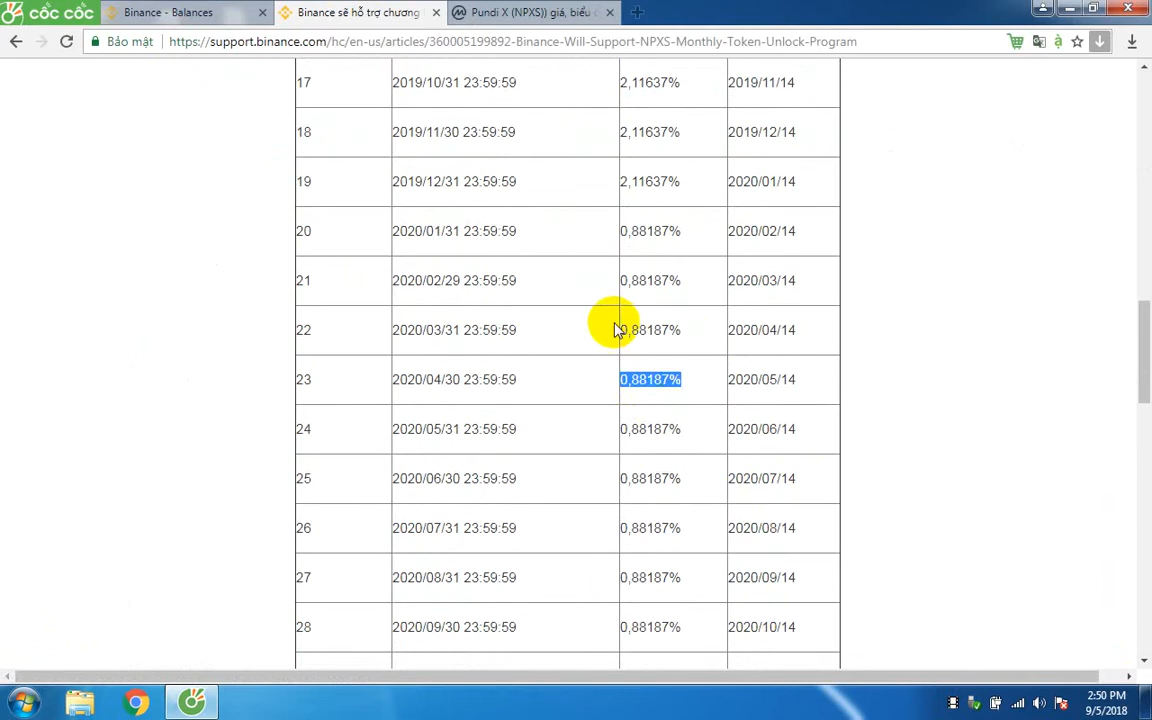 cốc cốc
Binance - Balances
Binance sẽ hỗ trợ chương
Pundi X (NPXS)) giá, biểu
Bảo mật
https://support.binance.com/hc/en-us/articles/360005199892-Binance-Will-Support-NPXS-Monthly-Token-Unlock-Program
17 2019/10/31 23:59:59 2,11637% 2019/11/14
18 2019/11/30 23:59:59 2,11637% 2019/12/14
19 2019/12/31 23:59:59 2,11637% 2020/01/14
20 2020/01/31 23:59:59 0,88187% 2020/02/14
21 2020/02/29 23:59:59 0,88187% 2020/03/14
22 2020/03/31 23:59:59 0,88187% 2020/04/14
23 2020/04/30 23:59:59 0,88187% 2020/05/14
24 2020/05/31 23:59:59 0,88187% 2020/06/14
25 2020/06/30 23:59:59 0,88187% 2020/07/14
26 2020/07/31 23:59:59 0,88187% 2020/08/14
27 2020/08/31 23:59:59 0,88187% 2020/09/14
28 2020/09/30 23:59:59 0,88187% 2020/10/14
2:50 PM
9/5/2018